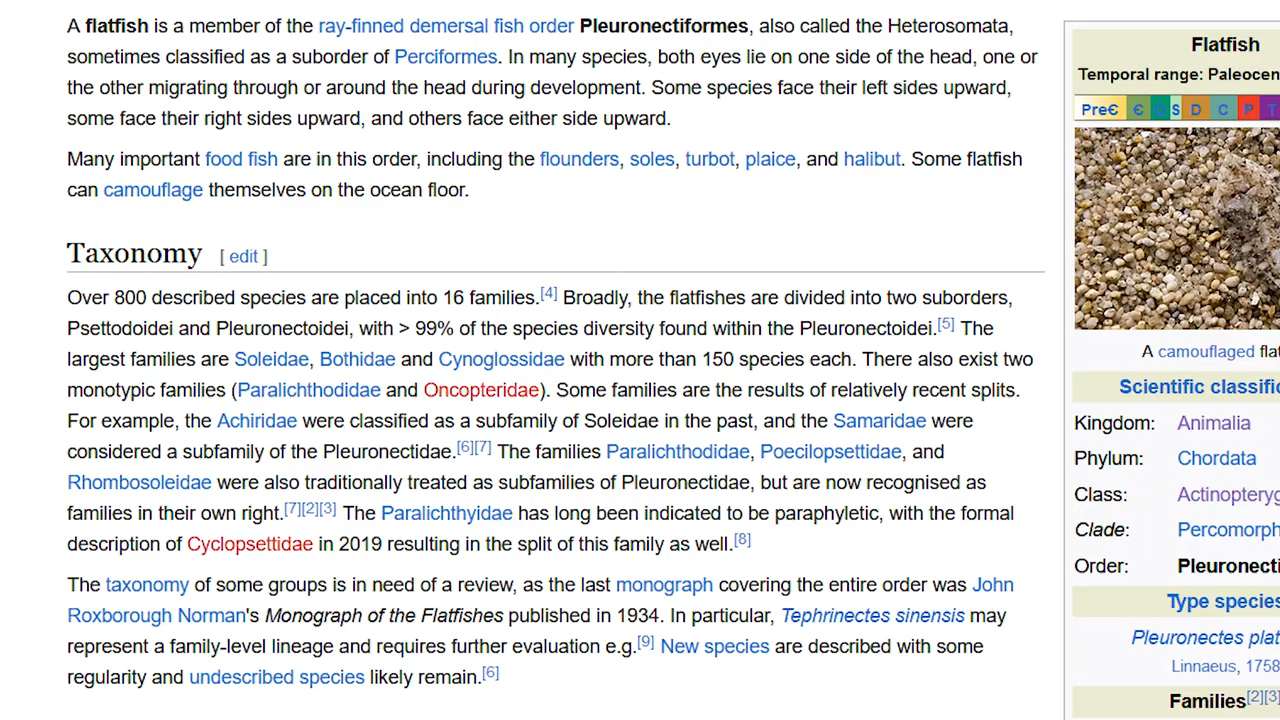 A flatfish is a member of the ray-finned demersal fish order Pleuronectiformes, also called the Heterosomata,
sometimes classified as a suborder of Perciformes. In many species, both eyes lie on one side of the head, one or
the other migrating through or around the head during development. Some species face their left sides upward,
some face their right sides upward, and others face either side upward.
Many important food fish are in this order, including the flounders, soles, turbot, plaice, and halibut. Some flatfish
can camouflage themselves on the ocean floor.
Taxonomy [ edit ]
Over 800 described species are placed into 16 families.[4] Broadly, the flatfishes are divided into two suborders,
Psettodoidei and Pleuronectoidei, with > 99% of the species diversity found within the Pleuronectoidei.[5] The
largest families are Soleidae, Bothidae and Cynoglossidae with more than 150 species each. There also exist two
monotypic families (Paralichthodidae and Oncopteridae). Some families are the results of relatively recent splits.
For example, the Achiridae were classified as a subfamily of Soleidae in the past, and the Samaridae were
considered a subfamily of the Pleuronectidae.[6][7] The families Paralichthodidae, Poecilopsettidae, and
Rhombosoleidae were also traditionally treated as subfamilies of Pleuronectidae, but are now recognised as
families in their own right.[7][2][3] The Paralichthyidae has long been indicated to be paraphyletic, with the formal
description of Cyclopsettidae in 2019 resulting in the split of this family as well.[8]
The taxonomy of some groups is in need of a review, as the last monograph covering the entire order was John
Roxborough Norman's Monograph of the Flatfishes published in 1934. In particular, Tephrinectes sinensis may
represent a family-level lineage and requires further evaluation e.g.[9] New species are described with some
regularity and undescribed species likely remain.[6]
Flatfish
Temporal range: Paleocen
PreꞒ Ꞓ O S D C P T
A camouflaged flat
Scientific classific
Kingdom: Animalia
Phylum: Chordata
Class: Actinopteryg
Clade: Percomorph
Order: Pleuronecti
Type species
Pleuronectes plat
Linnaeus, 1758
Families[2][3]